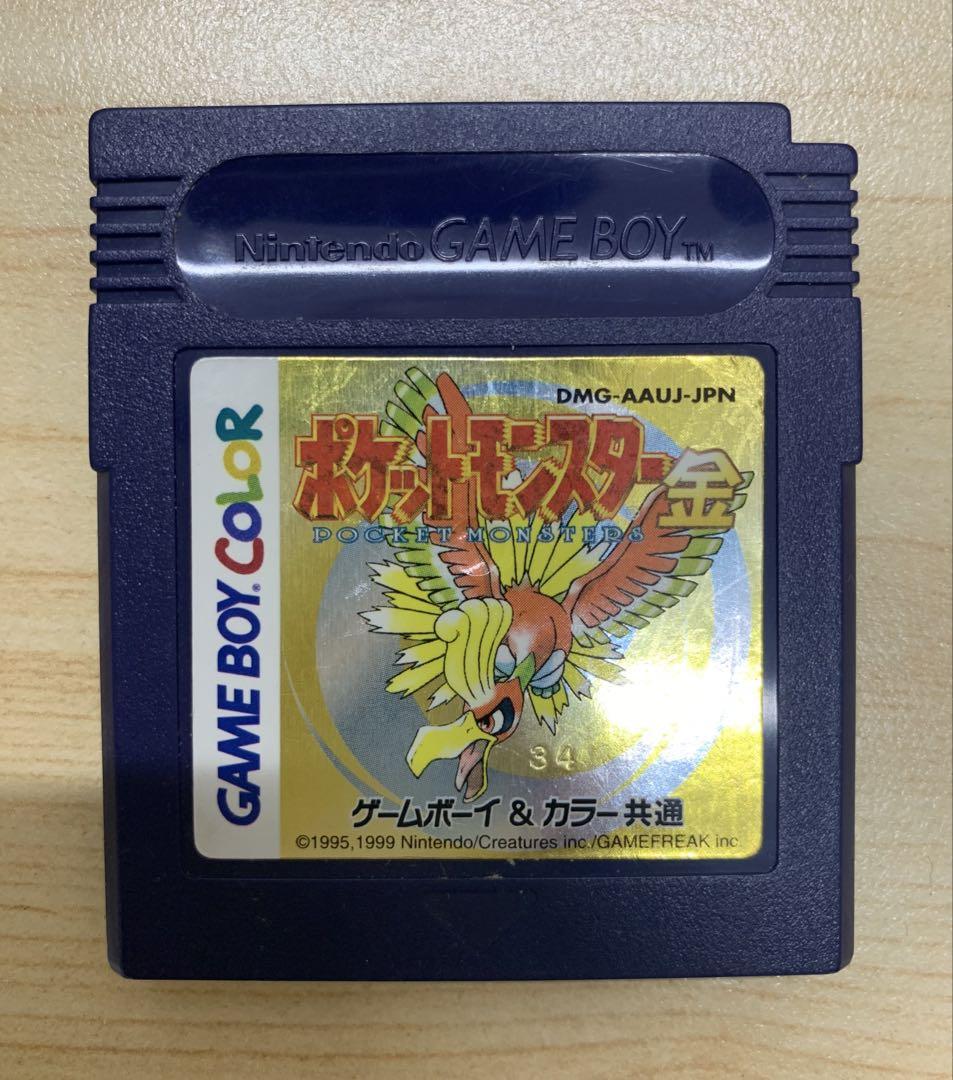 Nintendo GAME BOY TM
DMG-AAUJ-JPN
ポケットモンスター金
POCKET MONSTERS
GAME BOY® COLOR
34
ゲームボーイ & カラー共通
©1995,1999 Nintendo/Creatures inc./GAMEFREAK inc.